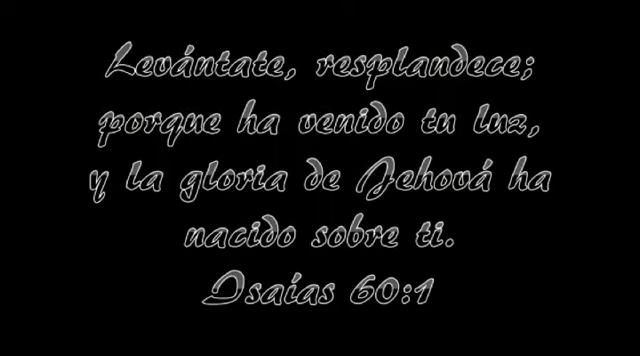 Levántate, resplandece;
porque ha venido tu luz,
y la gloria de Jehová ha
nacido sobre ti.
Isaías 60:1